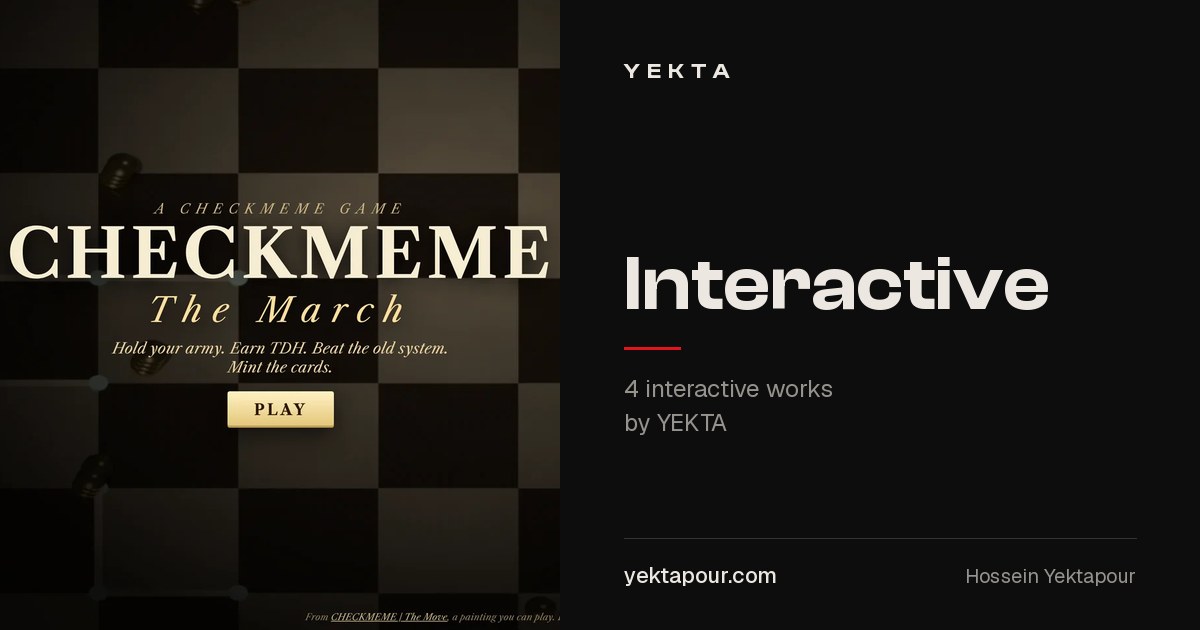 A CHECKMEME GAME
CHECKMEME
The March
Hold your army. Earn TDH. Beat the old system.
Mint the cards.
PLAY
From CHECKMEME | The Move, a painting you can play.
YEKTA
Interactive
4 interactive works
by YEKTA
yektapour.com
Hossein Yektapour